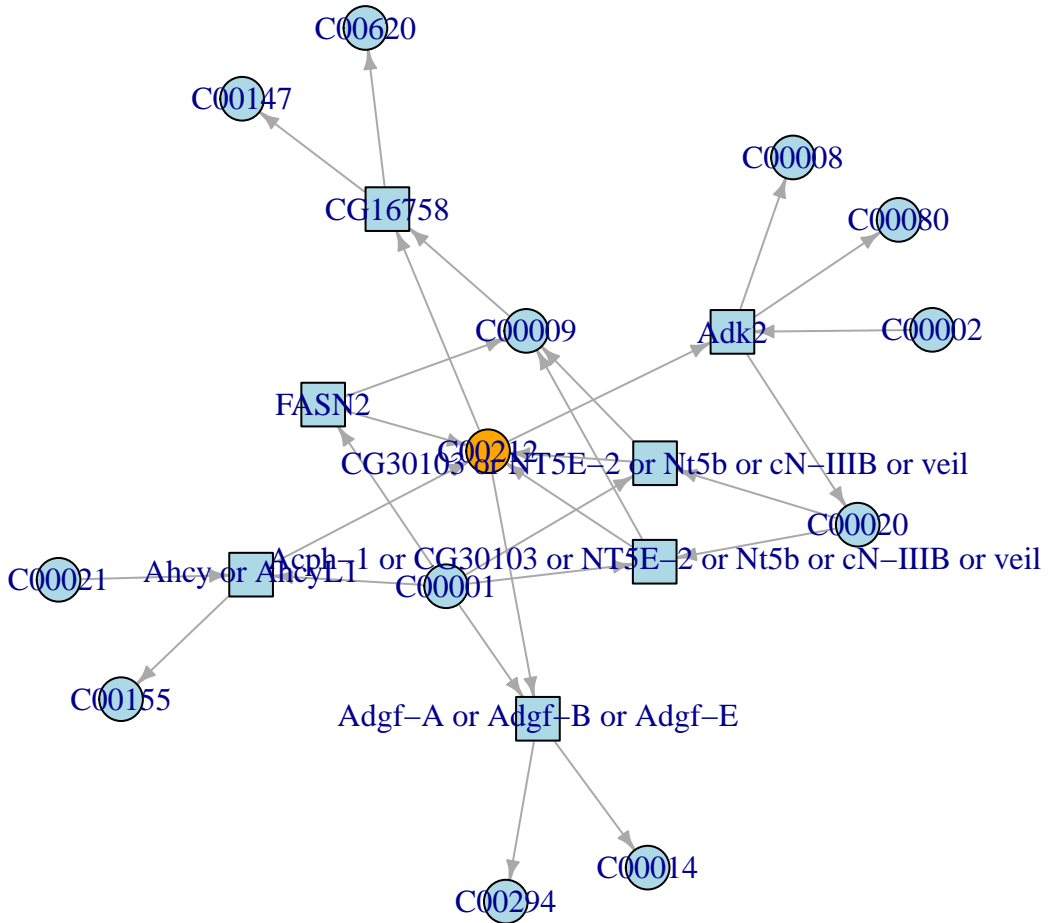 C00620
C00147
C00008
CG16758
C00080
C00009
Adk2
C00002
FASN2
C00212
CG30103 or NT5E−2 or Nt5b or cN−IIIB or veil
C00020
Acph−1 or CG30103 or NT5E−2 or Nt5b or cN−IIIB or veil
Ahcy or AhcyL1
C00021
C00001
C00155
Adgf−A or Adgf−B or Adgf−E
C00014
C00294